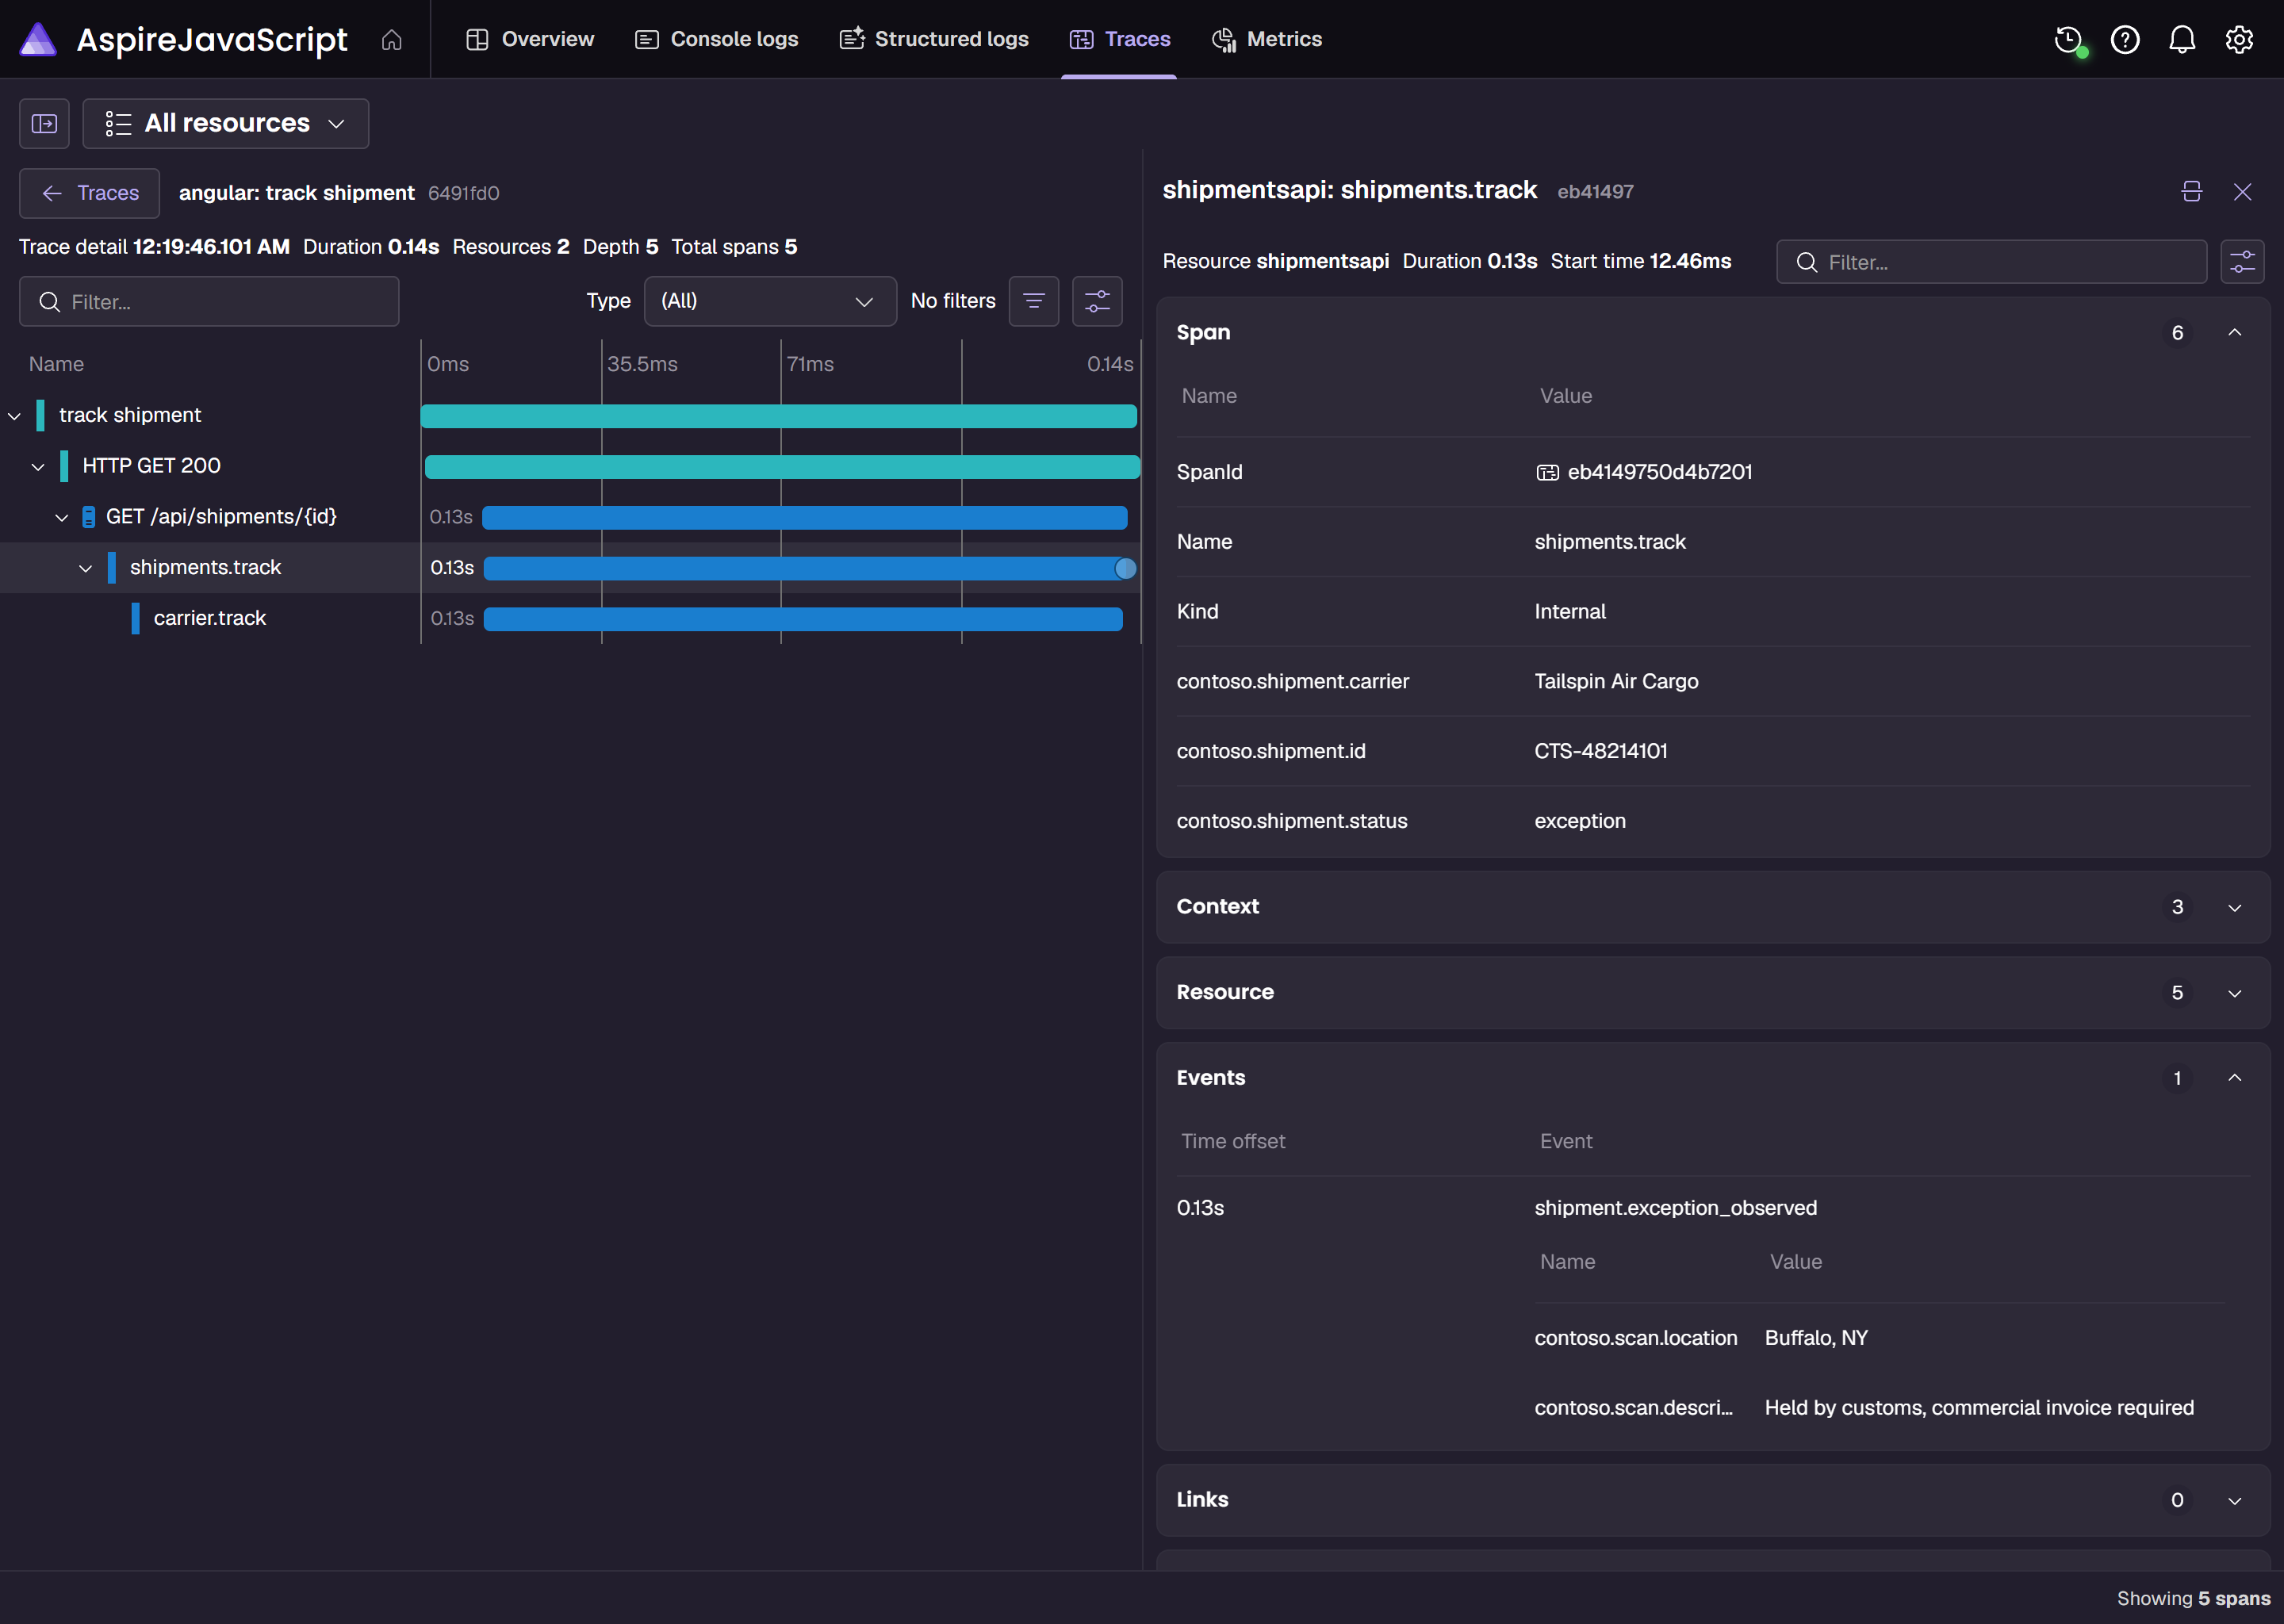 AspireJavaScript
Overview
Console logs
Structured logs
Traces
Metrics
All resources
Traces
angular: track shipment 6491fd0
Trace detail 12:19:46.101 AM Duration 0.14s Resources 2 Depth 5 Total spans 5
Filter...
Type
(All)
No filters
Name
0ms
35.5ms
71ms
0.14s
track shipment
HTTP GET 200
GET /api/shipments/{id}
0.13s
shipments.track
0.13s
carrier.track
0.13s
shipmentsapi: shipments.track eb41497
Resource shipmentsapi Duration 0.13s Start time 12.46ms
Filter...
Span
6
Name
Value
SpanId
eb4149750d4b7201
Name
shipments.track
Kind
Internal
contoso.shipment.carrier
Tailspin Air Cargo
contoso.shipment.id
CTS-48214101
contoso.shipment.status
exception
Context
3
Resource
5
Events
1
Time offset
Event
0.13s
shipment.exception_observed
Name
Value
contoso.scan.location
Buffalo, NY
contoso.scan.descri...
Held by customs, commercial invoice required
Links
0
Showing 5 spans